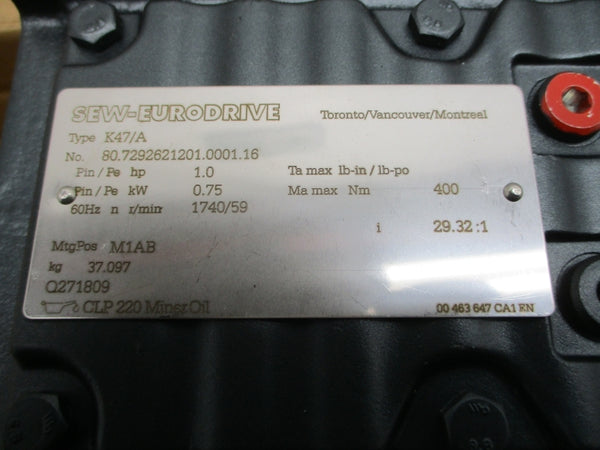 SEW-EURODRIVE Toronto/Vancouver/Montreal
Type K47/A
No. 80.7292621201.0001.16
Pin/Pe hp 1.0 Ta max lb-in/lb-po
Pin/Pe kW 0.75 Ma max Nm 400
60Hz n r/min 1740/59
i 29.32:1
MtgPos M1AB
kg 37.097
Q271809
CLP 220 Miner.Oil 00 463 647 CA1 EN